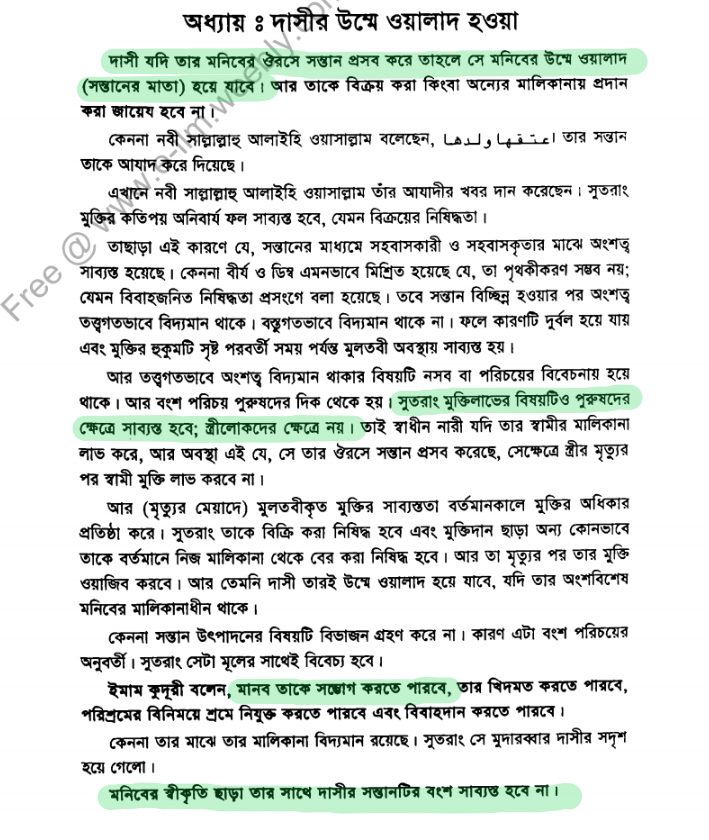 অধ্যায় ঃ দাসীর উম্মে ওয়ালাদ হওয়া
দাসী যদি তার মনিবের ঔরসে সন্তান প্রসব করে তাহলে সে মনিবের উম্মে ওয়ালাদ
(সন্তানের মাতা) হয়ে যাবে। আর তাকে বিক্রয় করা কিংবা অন্যের মালিকানায় প্রদান
করা জায়েয হবে না।
কেননা নবী সাল্লাল্লাহু আলাইহি ওয়াসাল্লাম বলেছেন, اعتقها ولدها তার সন্তান
তাকে আযাদ করে দিয়েছে।
এখানে নবী সাল্লাল্লাহু আলাইহি ওয়াসাল্লাম তাঁর আযাদীর খবর দান করেছেন। সুতরাং
মুক্তির কতিপয় অনিবার্য ফল সাব্যস্ত হবে, যেমন বিক্রয়ের নিষিদ্ধতা।
তাছাড়া এই কারণে যে, সন্তানের মাধ্যমে সহবাসকারী ও সহবাসকৃতার মাঝে অংশত্ব
সাব্যস্ত হয়েছে। কেননা বীর্য ও ডিম্ব এমনভাবে মিশ্রিত হয়েছে যে, তা পৃথকীকরণ সম্ভব নয়;
যেমন বিবাহজনিত নিষিদ্ধতা প্রসংগে বলা হয়েছে। তবে সন্তান বিচ্ছিন্ন হওয়ার পর অংশত্ব
তত্ত্বগতভাবে বিদ্যমান থাকে। বস্তুগতভাবে বিদ্যমান থাকে না। ফলে কারণটি দুর্বল হয়ে যায়
এবং মুক্তির হুকুমটি সৃষ্ট পরবর্তী সময় পর্যন্ত মুলতবী অবস্থায় সাব্যস্ত হয়।
আর তত্ত্বগতভাবে অংশত্ব বিদ্যমান থাকার বিষয়টি নসব বা পরিচয়ের বিবেচনায় হয়ে
থাকে। আর বংশ পরিচয় পুরুষদের দিক থেকে হয়। সুতরাং মুক্তিলাভের বিষয়টিও পুরুষদের
ক্ষেত্রে সাব্যস্ত হবে; স্ত্রীলোকদের ক্ষেত্রে নয়। তাই স্বাধীন নারী যদি তার স্বামীর মালিকানা
লাভ করে, আর অবস্থা এই যে, সে তার ঔরসে সন্তান প্রসব করেছে, সেক্ষেত্রে স্ত্রীর মৃত্যুর
পর স্বামী মুক্তি লাভ করবে না।
আর (মৃত্যুর মেয়াদে) মুলতবীকৃত মুক্তির সাব্যস্ততা বর্তমানকালে মুক্তির অধিকার
প্রতিষ্ঠা করে। সুতরাং তাকে বিক্রি করা নিষিদ্ধ হবে এবং মুক্তিদান ছাড়া অন্য কোনভাবে
তাকে বর্তমানে নিজ মালিকানা থেকে বের করা নিষিদ্ধ হবে। আর তা মৃত্যুর পর তার মুক্তি
ওয়াজিব করবে। আর তেমনি দাসী তারই উম্মে ওয়ালাদ হয়ে যাবে, যদি তার অংশবিশেষ
মনিবের মালিকানাধীন থাকে।
কেননা সন্তান উৎপাদনের বিষয়টি বিভাজন গ্রহণ করে না। কারণ এটা বংশ পরিচয়ের
অনুবর্তী। সুতরাং সেটা মূলের সাথেই বিবেচ্য হবে।
ইমাম কুদূরী বলেন, মানব তাকে সম্ভোগ করতে পারবে, তার খিদমত করতে পারবে,
পরিশ্রমের বিনিময়ে শ্রমে নিযুক্ত করতে পারবে এবং বিবাহদান করতে পারবে।
কেননা তার মাঝে তার মালিকানা বিদ্যমান রয়েছে। সুতরাং সে মুদারব্বার দাসীর সদৃশ
হয়ে গেলো।
মনিবের স্বীকৃতি ছাড়া তার সাথে দাসীর সন্তানটির বংশ সাব্যস্ত হবে না।
Free @ www.e-ilm.weebly.com